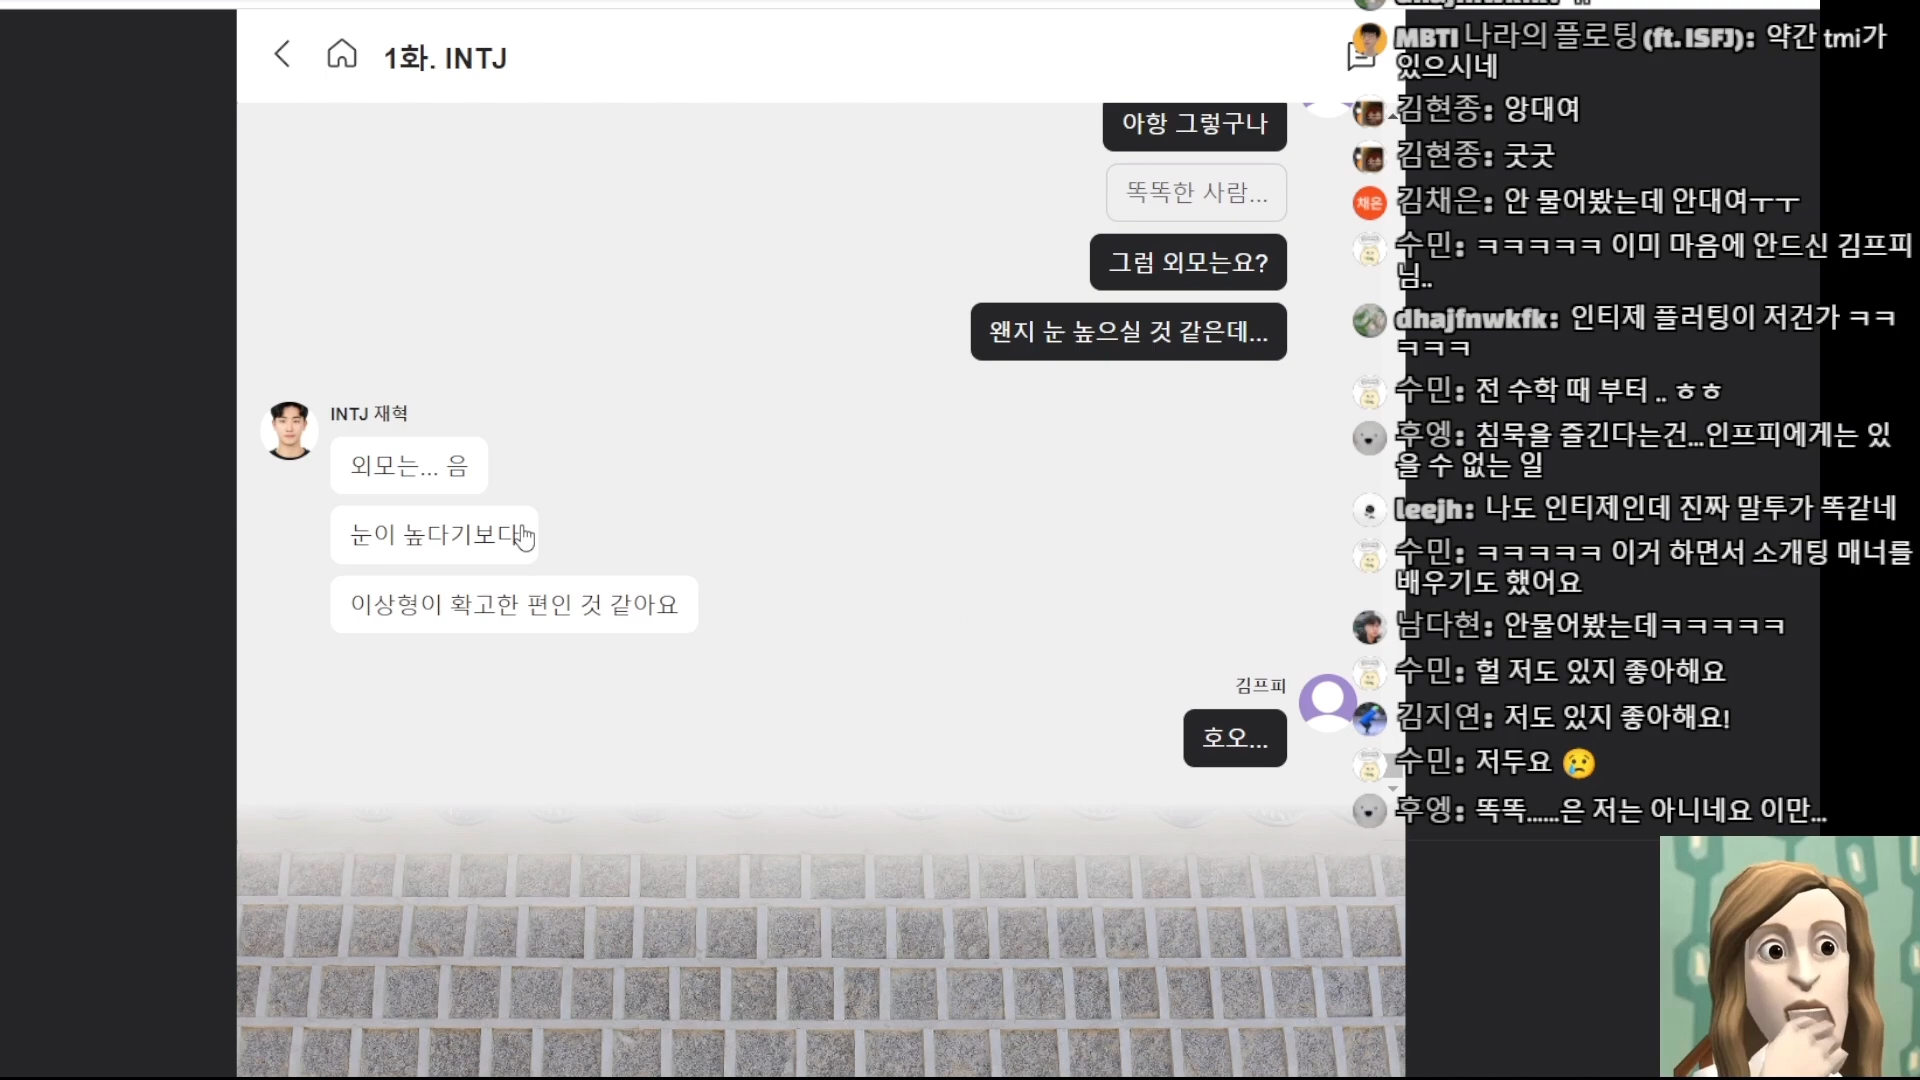 1화. INTJ
아항 그렇구나
똑똑한 사람...
그럼 외모는요?
왠지 눈 높으실 것 같은데...
INTJ 재혁
외모는... 음
눈이 높다기보다
이상형이 확고한 편인 것 같아요
김프피
호오...
MBTI 나라의 플로팅(ft. ISFJ): 약간 tmi가
있으시네
김현종: 앙대여
김현종: 굿굿
채은
김채은: 안 물어봤는데 안대여ㅜㅜ
수민: ㅋㅋㅋㅋㅋ 이미 마음에 안드신 김프피
님..
dhajfnwkfk: 인티제 플러팅이 저건가 ㅋㅋ
ㅋㅋㅋ
수민: 전 수학 때 부터 .. ㅎㅎ
후엥: 침묵을 즐긴다는건...인프피에게는 있
을 수 없는 일
leejh: 나도 인티제인데 진짜 말투가 똑같네
수민: ㅋㅋㅋㅋㅋ 이거 하면서 소개팅 매너를
배우기도 했어요
남다현: 안물어봤는데ㅋㅋㅋㅋㅋ
수민: 헐 저도 있지 좋아해요
김지연: 저도 있지 좋아해요!
수민: 저두요 😢
후엥: 똑똑......은 저는 아니네요 이만...